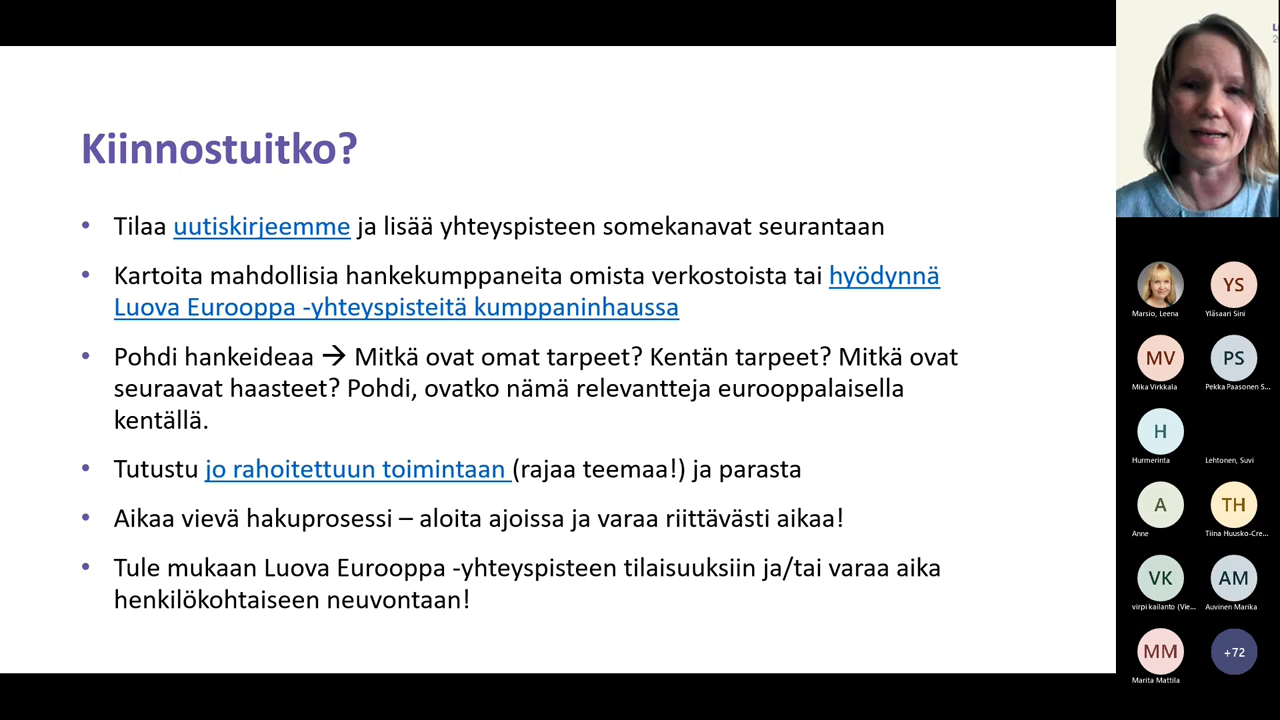 Kiinnostuitko?
• Tilaa uutiskirjeemme ja lisää yhteyspisteen somekanavat seurantaan
• Kartoita mahdollisia hankekumppaneita omista verkostoista tai hyödynnä
Luova Eurooppa -yhteyspisteitä kumppaninhaussa
• Pohdi hankeideaa → Mitkä ovat omat tarpeet? Kentän tarpeet? Mitkä ovat
seuraavat haasteet? Pohdi, ovatko nämä relevantteja eurooppalaisella
kentällä.
• Tutustu jo rahoitettuun toimintaan (rajaa teemaa!) ja parasta
• Aikaa vievä hakuprosessi – aloita ajoissa ja varaa riittävästi aikaa!
• Tule mukaan Luova Eurooppa -yhteyspisteen tilaisuuksiin ja/tai varaa aika
henkilökohtaiseen neuvontaan!
Marsio, Leena
YS
Yläsaari Sini
MV
Mika Virkkala
PS
Pekka Paasonen S...
H
Hurmerinta
Lehtonen, Suvi
A
Anne
TH
Tiina Huusko-Cre...
VK
virpi kailanto (Vie...
AM
Auvinen Marika
MM
Marita Mattila
+72